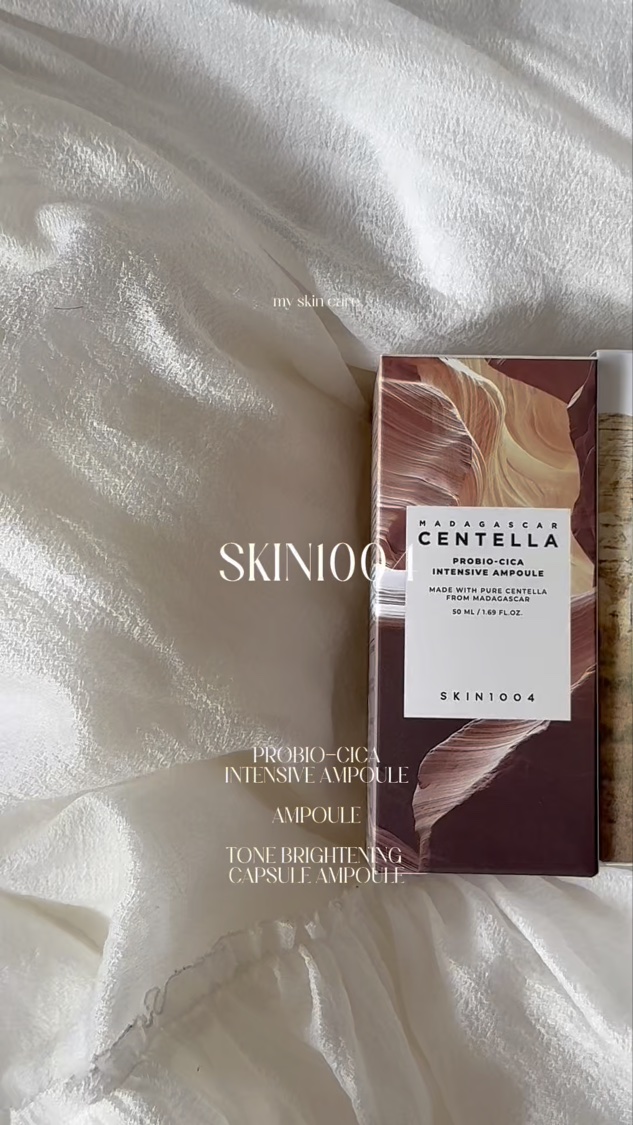 my skin care
SKIN1004
MADAGASCAR
CENTELLA
PROBIO-CICA
INTENSIVE AMPOULE
MADE WITH PURE CENTELLA
FROM MADAGASCAR
50 ML / 1.69 FL.OZ.
SKIN1004
PROBIO-CICA
INTENSIVE AMPOULE
AMPOULE
TONE BRIGHTENING
CAPSULE AMPOULE